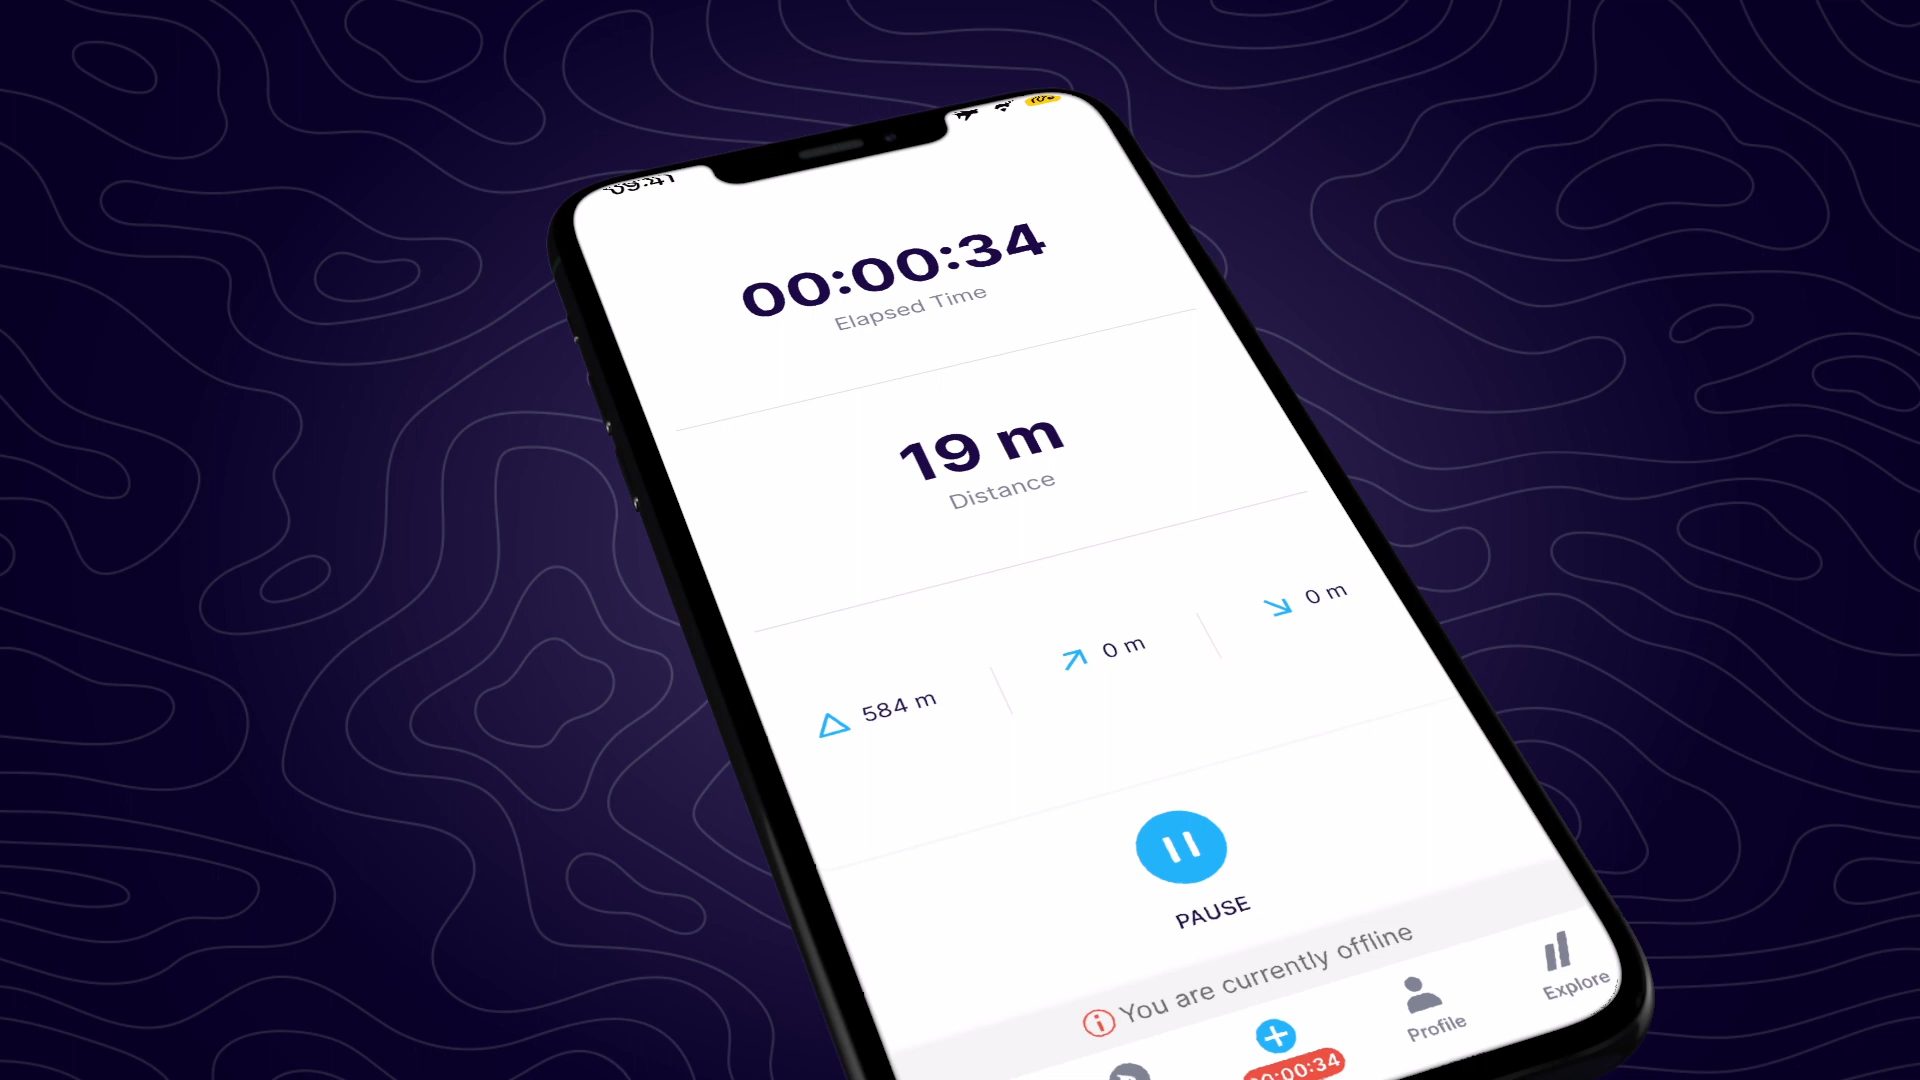 09:41
00:00:34
Elapsed Time
19 m
Distance
584 m
0 m
0 m
PAUSE
You are currently offline
Explore
Profile
00:00:34